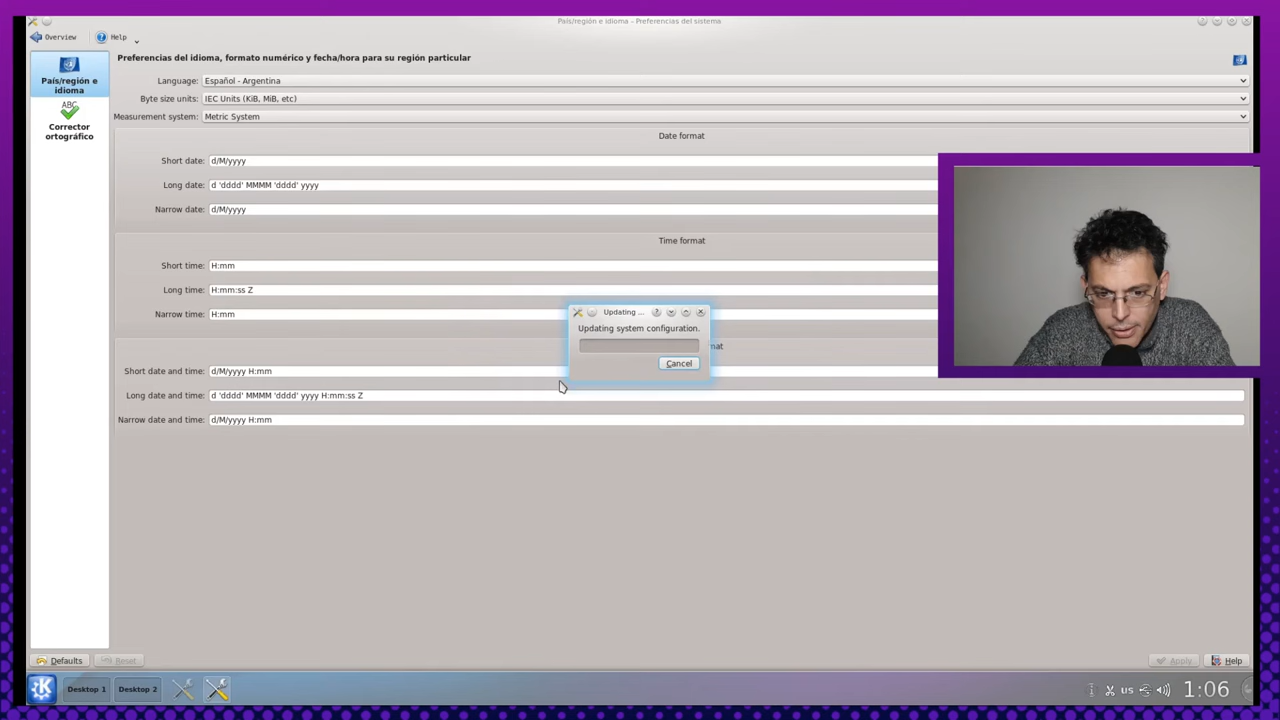 País/región e idioma - Preferencias del sistema
Overview
Help
País/región e idioma
ABC
Corrector ortográfico
Preferencias del idioma, formato numérico y fecha/hora para su región particular
Language: Español - Argentina
Byte size units: IEC Units (KiB, MiB, etc)
Measurement system: Metric System
Date format
Short date: d/M/yyyy
Long date: d 'dddd' MMMM 'dddd' yyyy
Narrow date: d/M/yyyy
Time format
Short time: H:mm
Long time: H:mm:ss Z
Narrow time: H:mm
Updating ...
Updating system configuration.
Cancel
mat
Short date and time: d/M/yyyy H:mm
Long date and time: d 'dddd' MMMM 'dddd' yyyy H:mm:ss Z
Narrow date and time: d/M/yyyy H:mm
Defaults
Reset
Apply
Help
Desktop 1
Desktop 2
us
1:06